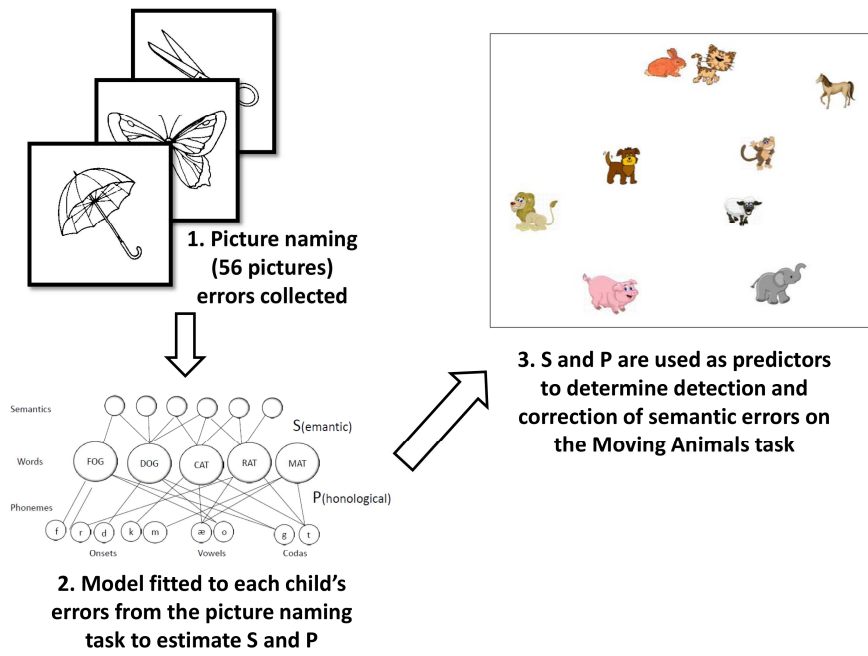 1. Picture naming
(56 pictures)
errors collected
Semantics
S(emantic)
Words
FOG DOG CAT RAT MAT
P(honological)
Phonemes
f r d k m æ o g t
Onsets Vowels Codas
2. Model fitted to each child's
errors from the picture naming
task to estimate S and P
3. S and P are used as predictors
to determine detection and
correction of semantic errors on
the Moving Animals task